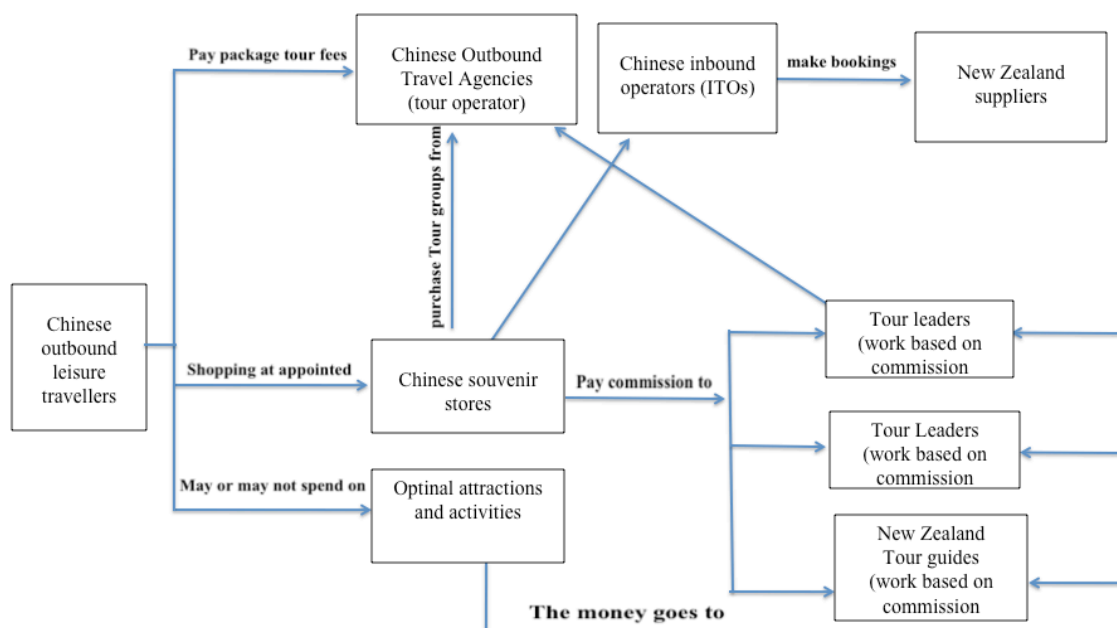 Pay package tour fees
Chinese Outbound
Travel Agencies
(tour operator)
Chinese inbound
operators (ITOs)
make bookings
New Zealand
suppliers
purchase Tour groups from
Chinese
outbound
leisure
travellers
Shopping at appointed
Chinese souvenir
stores
Pay commission to
Tour leaders
(work based on
commission
May or may not spend on
Optinal attractions
and activities
Tour Leaders
(work based on
commission
New Zealand
Tour guides
(work based on
commission
The money goes to